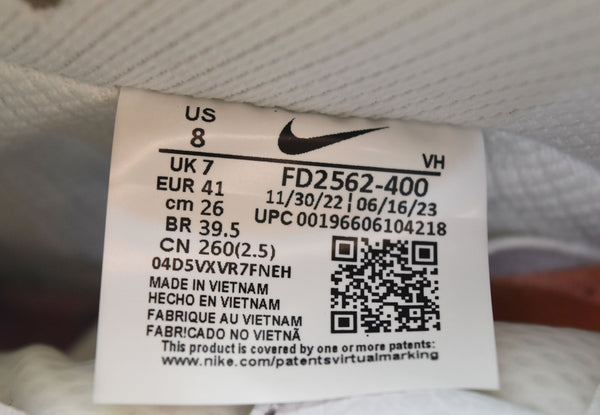 US
8
VH
UK 7
FD2562-400
EUR 41
11/30/22 | 06/16/23
cm 26
UPC 00196606104218
BR 39.5
CN 260(2.5)
04D5VXVR7FNEH
MADE IN VIETNAM
HECHO EN VIETNAM
FABRIQUE AU VIETNAM
FABRICADO NO VIETNÃ
This product is covered by one or more patents:
www.nike.com/patentsvirtualmarking